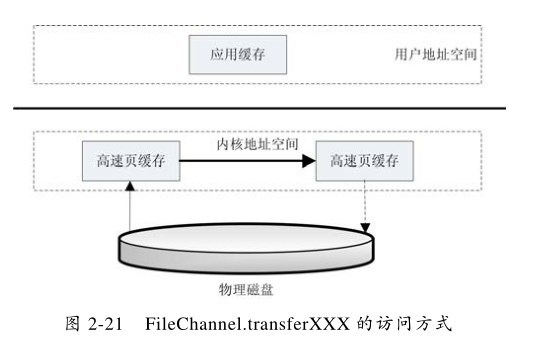 应用缓存
用户地址空间
内核地址空间
高速页缓存
高速页缓存
物理磁盘
图 2-21 FileChannel.transferXXX 的访问方式